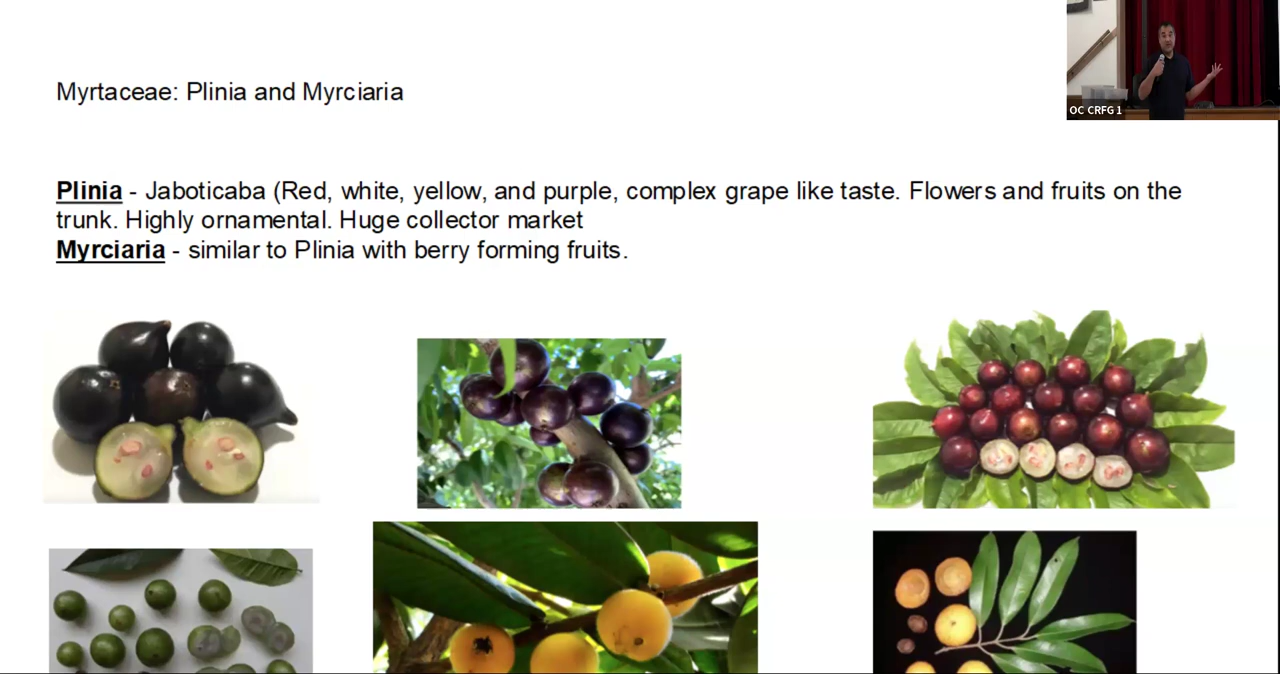 OC CRFG 1
Myrtaceae: Plinia and Myrciaria
Plinia - Jaboticaba (Red, white, yellow, and purple, complex grape like taste. Flowers and fruits on the
trunk. Highly ornamental. Huge collector market
Myrciaria - similar to Plinia with berry forming fruits.